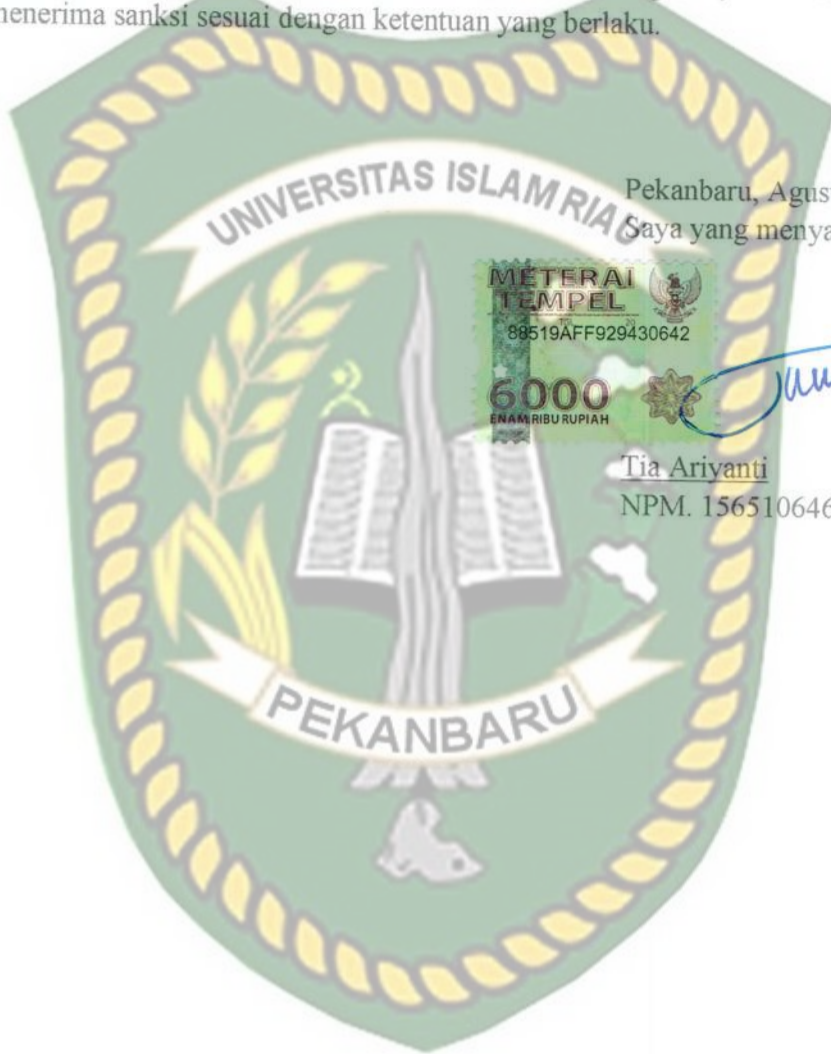 menerima sanksi sesuai dengan ketentuan yang berlaku.
UNIVERSITAS ISLAM RIAU
Pekanbaru, Agus
Saya yang menya
METERAI
TEMPEL
88519AFF929430642
6000
ENAM RIBU RUPIAH
Tia Ariyanti
NPM. 156510646
PEKANBARU